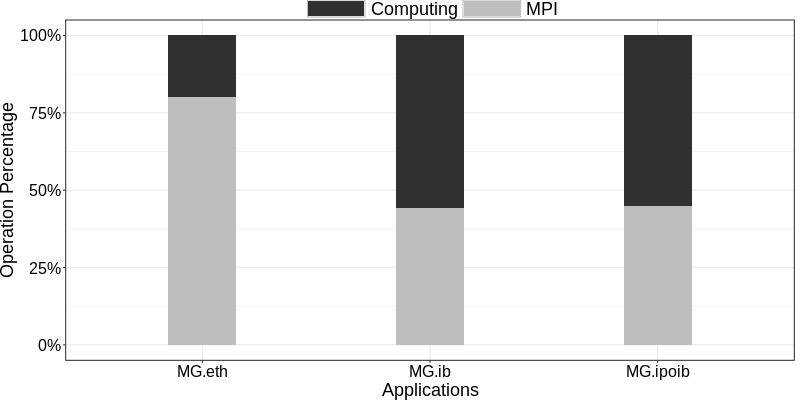 Computing MPI
100%
75%
50%
25%
0%
Operation Percentage
MG.eth MG.ib MG.ipoib
Applications